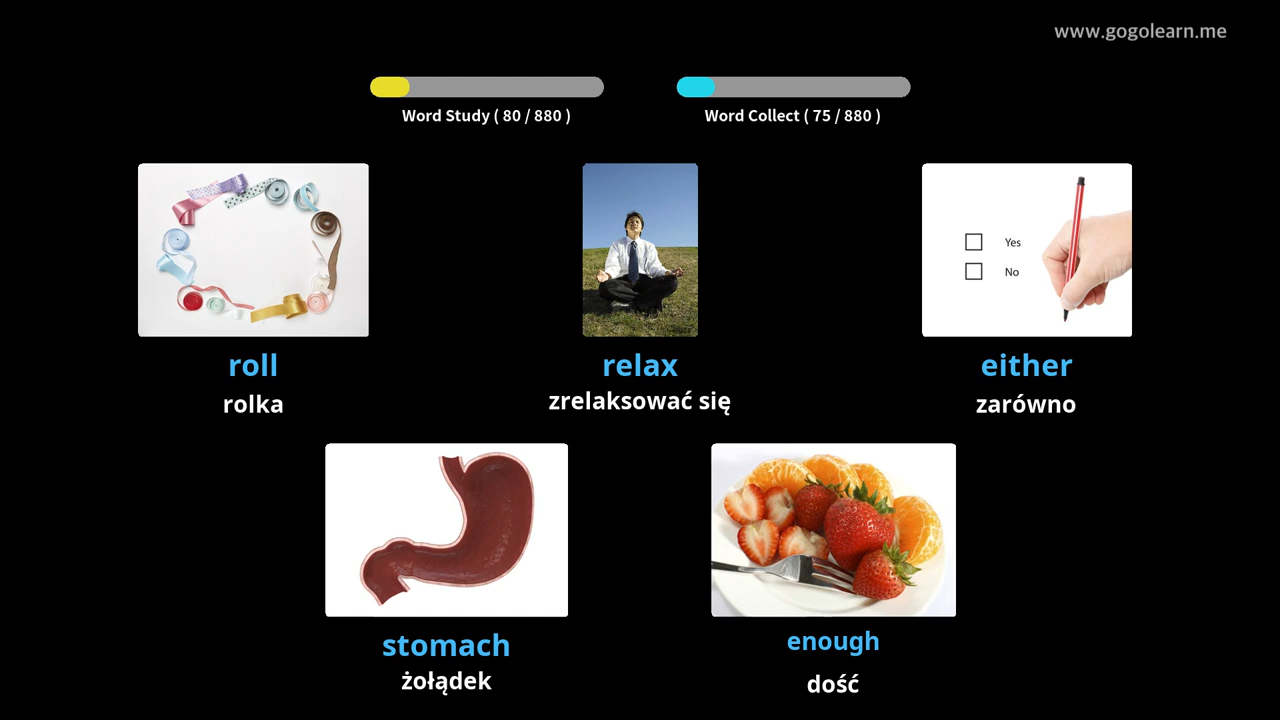 www.gogolearn.me
Word Study ( 80 / 880 )
Word Collect ( 75 / 880 )
Yes
No
roll
relax
either
rolka
zrelaksować się
zarówno
stomach
enough
żołądek
dość